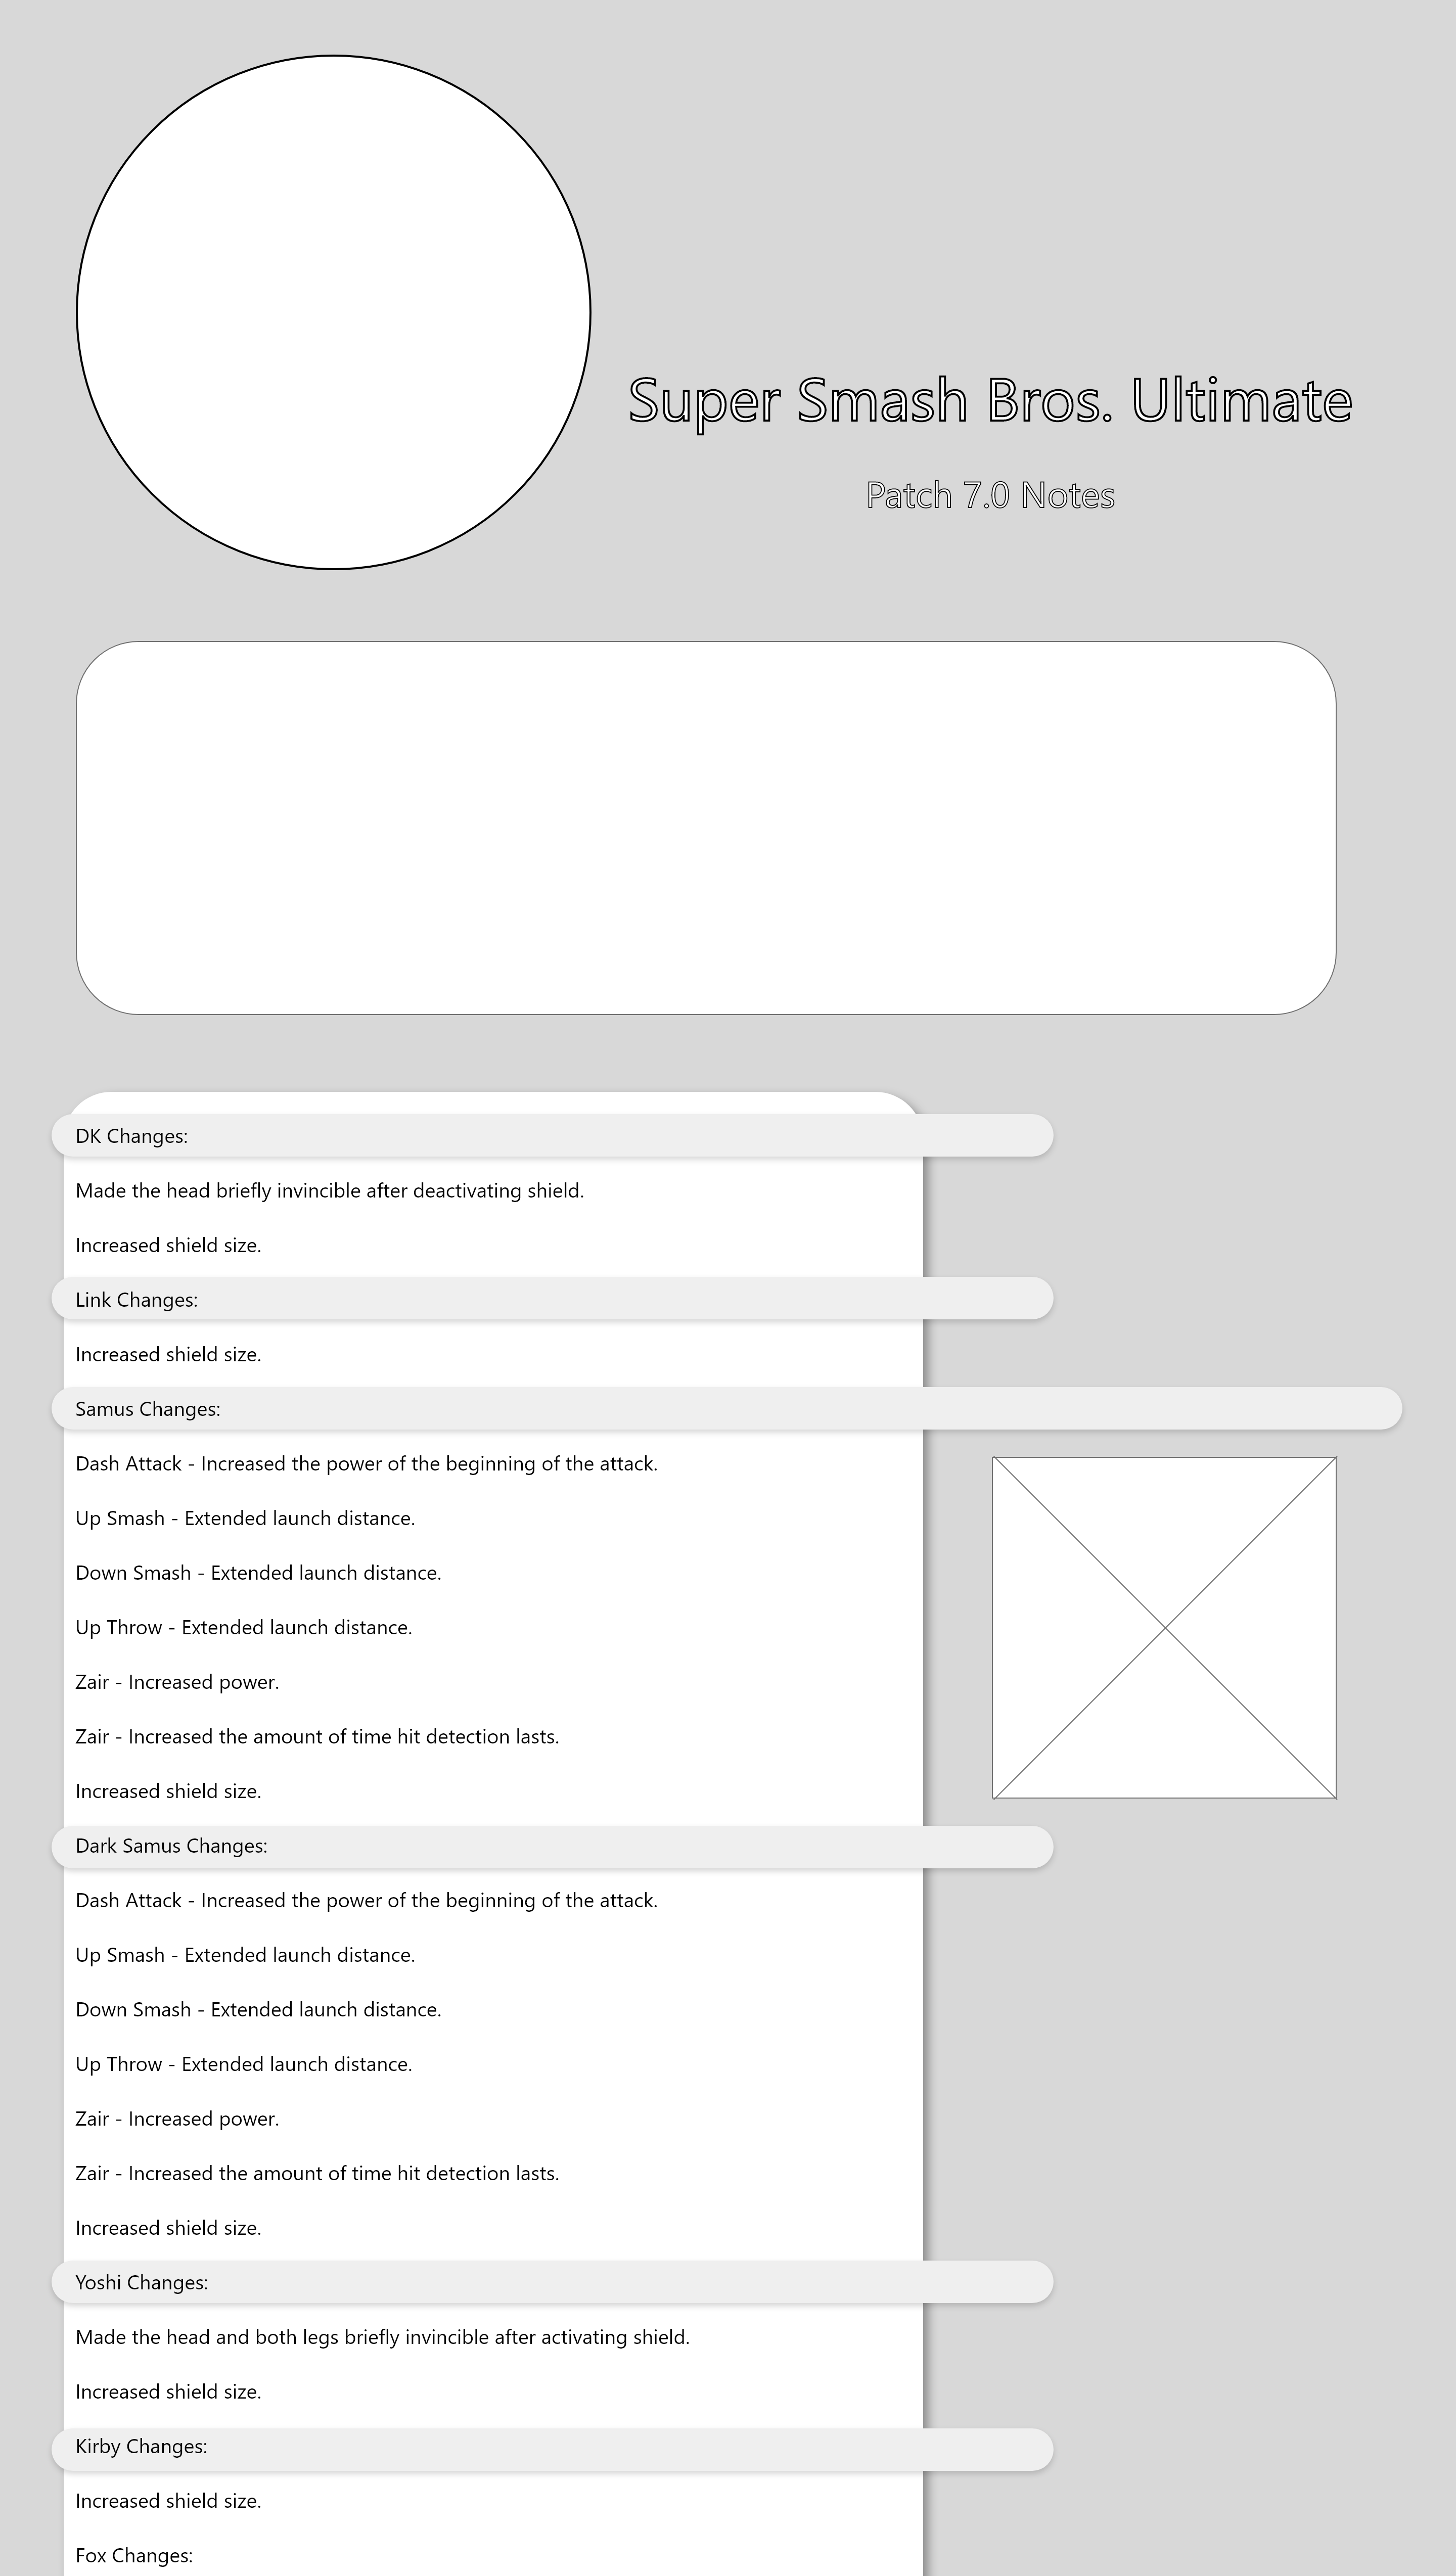 Super Smash Bros. Ultimate
Patch 7.0 Notes
DK Changes:
Made the head briefly invincible after deactivating shield.
Increased shield size.
Link Changes:
Increased shield size.
Samus Changes:
Dash Attack - Increased the power of the beginning of the attack.
Up Smash - Extended launch distance.
Down Smash - Extended launch distance.
Up Throw - Extended launch distance.
Zair - Increased power.
Zair - Increased the amount of time hit detection lasts.
Increased shield size.
Dark Samus Changes:
Dash Attack - Increased the power of the beginning of the attack.
Up Smash - Extended launch distance.
Down Smash - Extended launch distance.
Up Throw - Extended launch distance.
Zair - Increased power.
Zair - Increased the amount of time hit detection lasts.
Increased shield size.
Yoshi Changes:
Made the head and both legs briefly invincible after activating shield.
Increased shield size.
Kirby Changes:
Increased shield size.
Fox Changes: